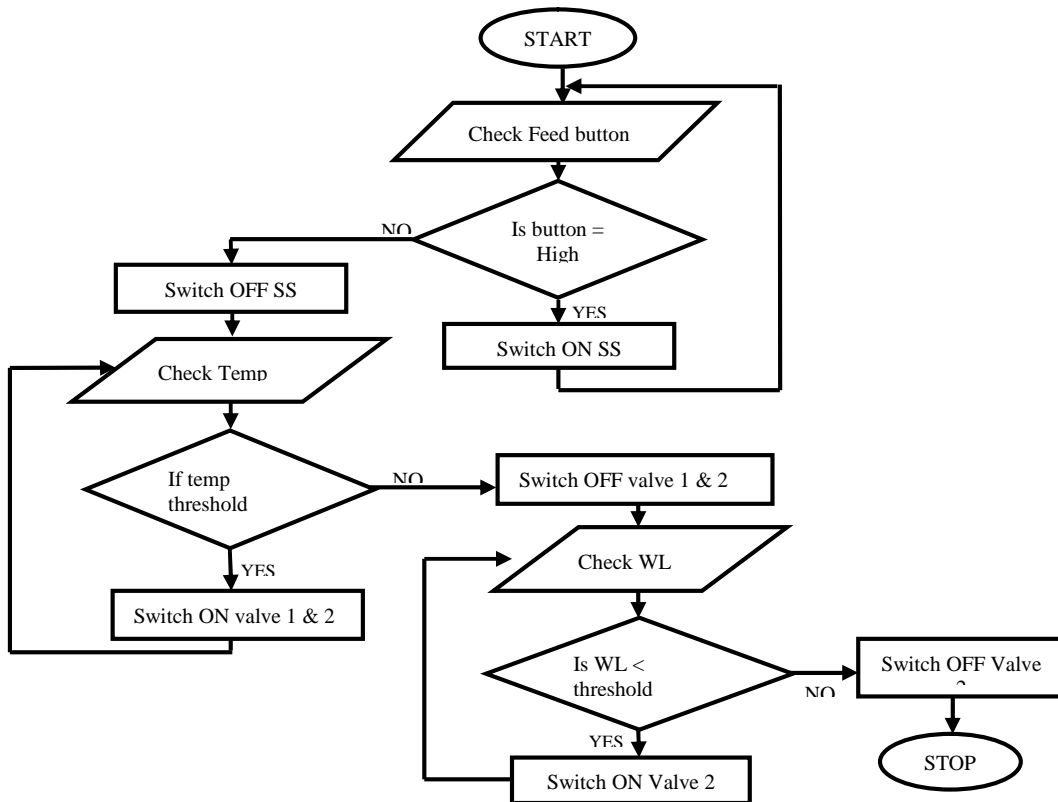 START
Check Feed button
Is button =
High
NO
YES
Switch OFF SS
Switch ON SS
Check Temp
If temp
threshold
NO
YES
Switch ON valve 1 & 2
Switch OFF valve 1 & 2
Check WL
Is WL <
threshold
NO
YES
Switch ON Valve 2
Switch OFF Valve
STOP